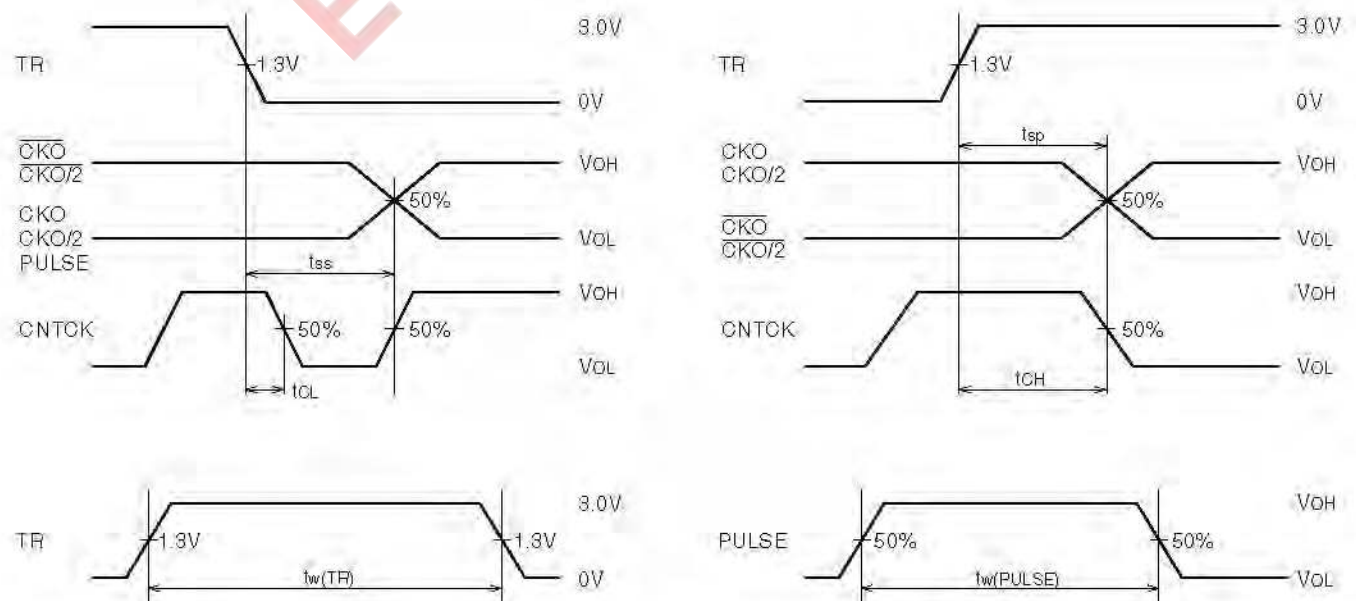 3.0V
TR
1.3V
0V
CKO
CKO/2
VOH
50%
CKO
CKO/2
VOL
PULSE
tss
VOH
CNTCK
50%
50%
VOL
tCL
3.0V
TR
1.3V
0V
tsp
CKO
CKO/2
VOH
50%
CKO
CKO/2
VOL
VOH
CNTCK
50%
VOL
tCH
3.0V
TR
1.3V
1.3V
tw(TR)
0V
VOH
PULSE
50%
50%
tw(PULSE)
VOL